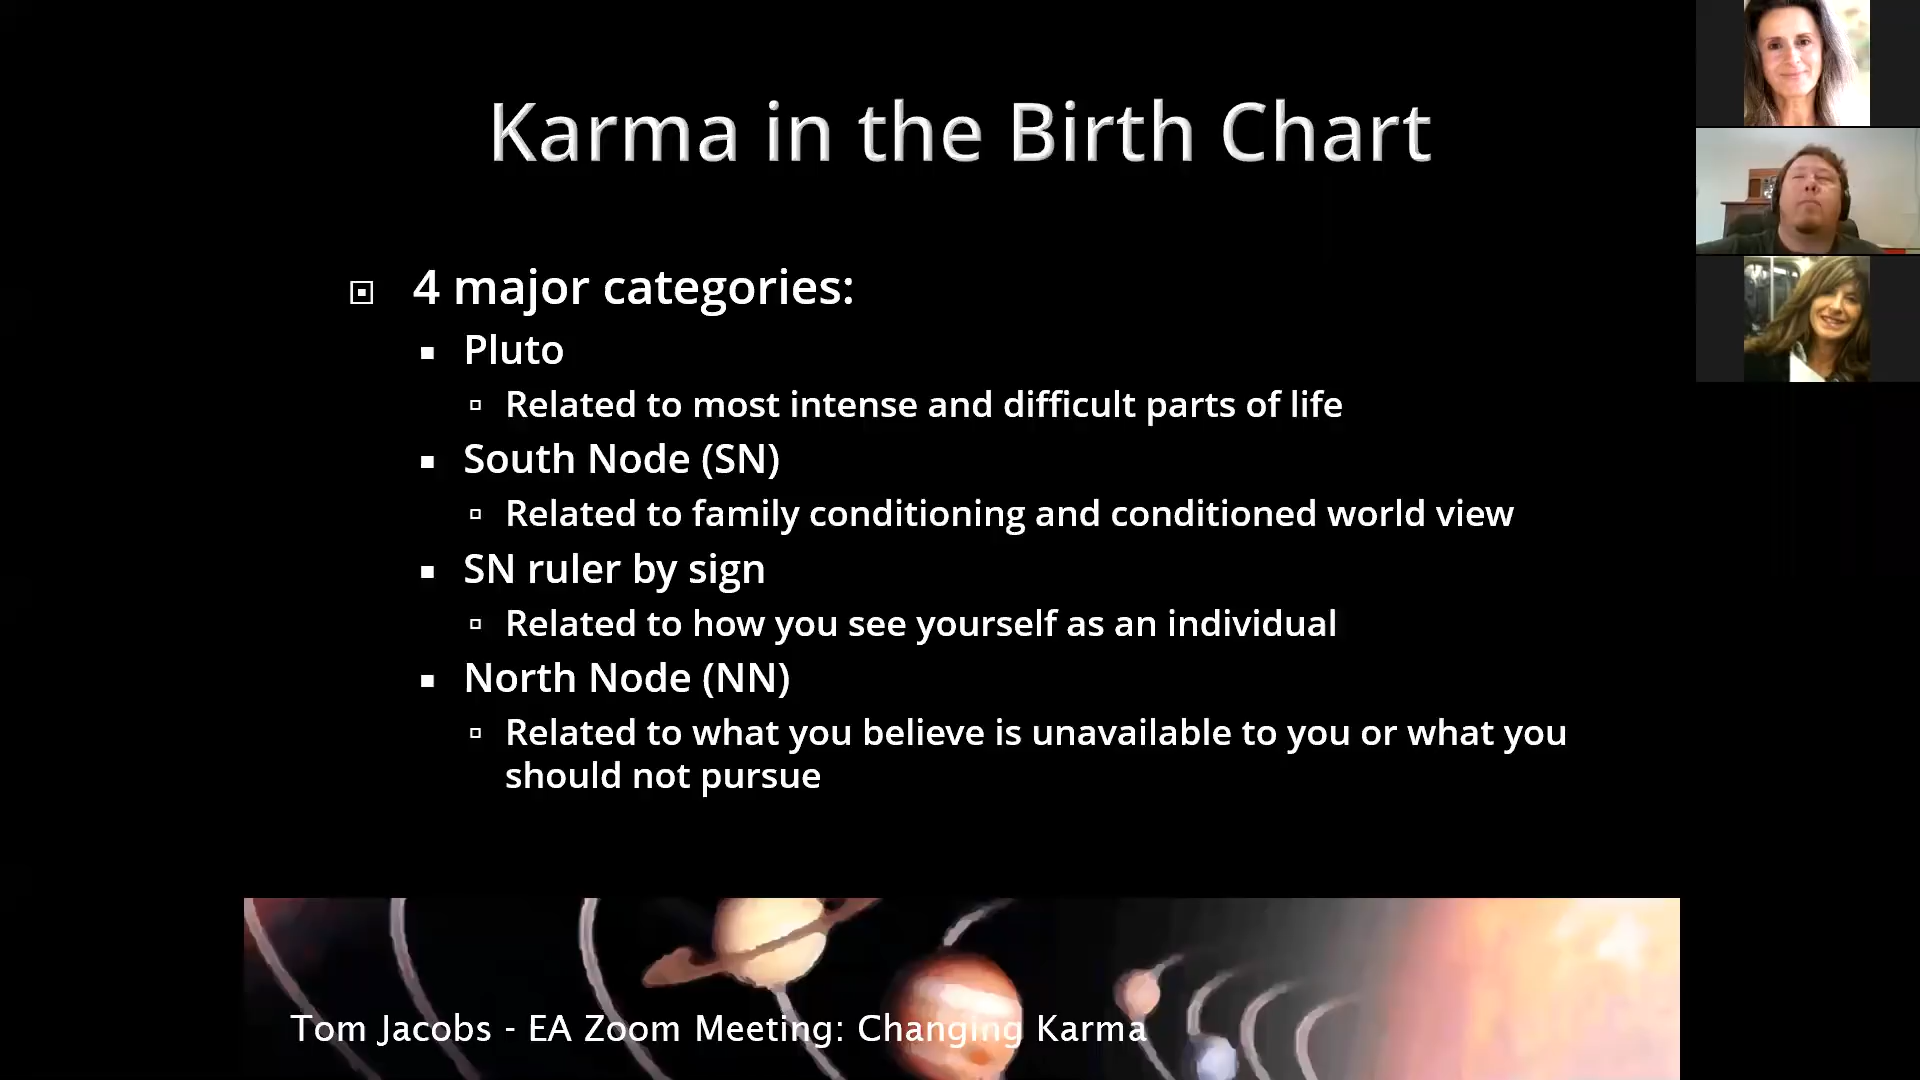 Karma in the Birth Chart
4 major categories:
Pluto
Related to most intense and difficult parts of life
South Node (SN)
Related to family conditioning and conditioned world view
SN ruler by sign
Related to how you see yourself as an individual
North Node (NN)
Related to what you believe is unavailable to you or what you
should not pursue
Tom Jacobs - EA Zoom Meeting: Changing Karma